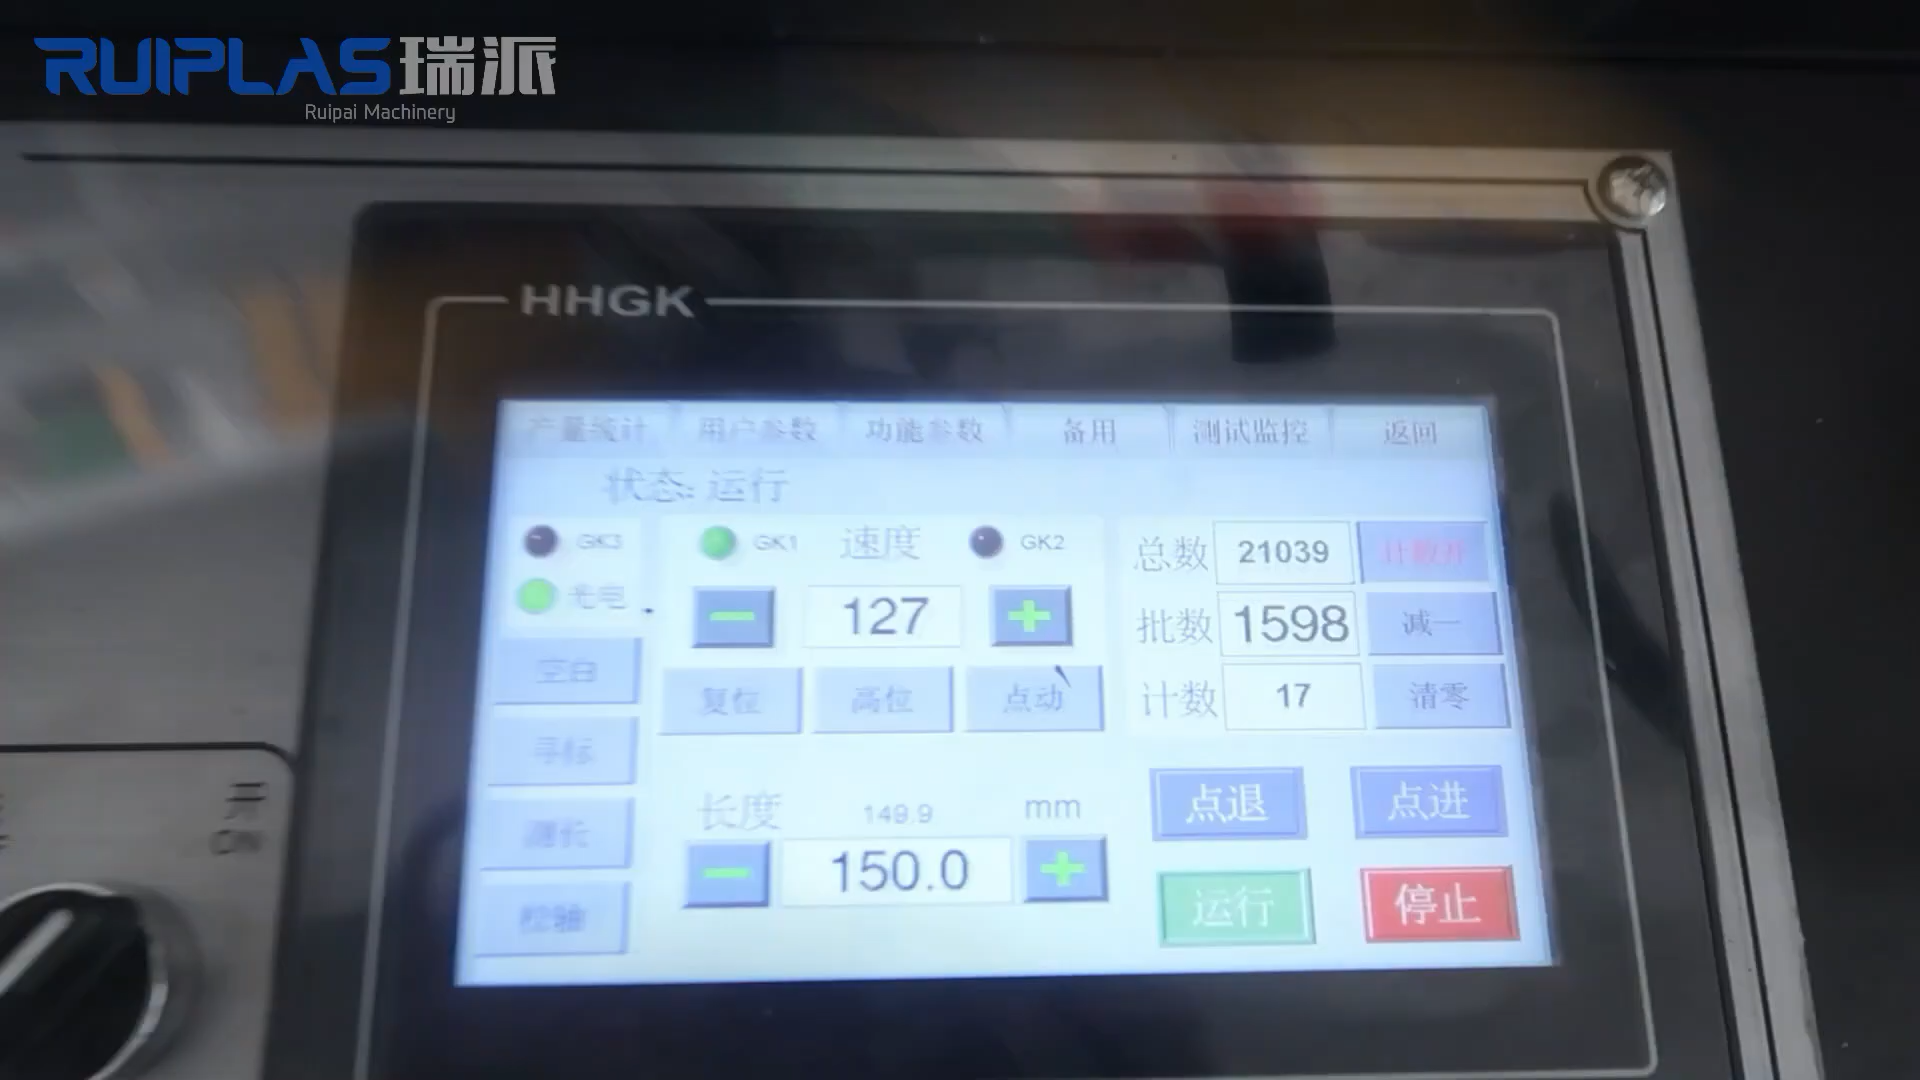 RUIPLAS瑞派
Ruipai Machinery
HHGK
产量统计 用户参数 功能参数 备用 测试监控 返回
状态: 运行
GK3 GK1 速度 GK2
光电
127
总数 21039 计数开
批数 1598 减一
计数 17 清零
空白
复位 高位 点动
寻标
测长
长度 149.9 mm
150.0
点退 点进
运行 停止
开
ON